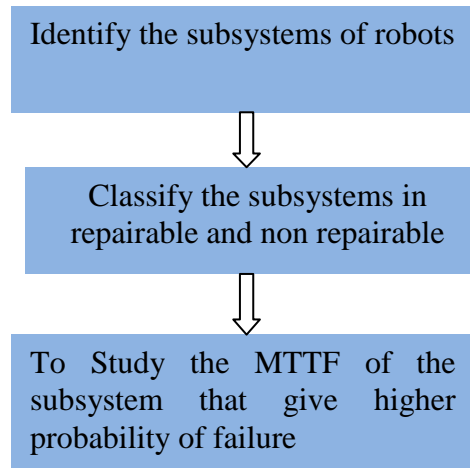 Identify the subsystems of robots
Classify the subsystems in
repairable and non repairable
To Study the MTTF of the
subsystem that give higher
probability of failure